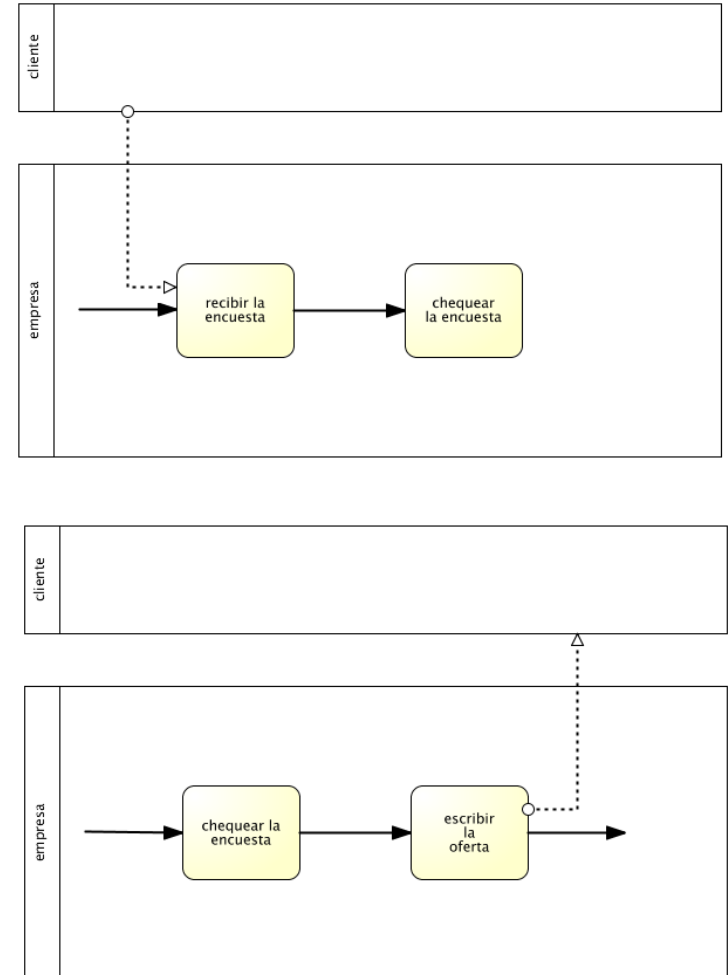 cliente
empresa
recibir la
encuesta
chequear
la encuesta
cliente
empresa
chequear la
encuesta
escribir
la
oferta